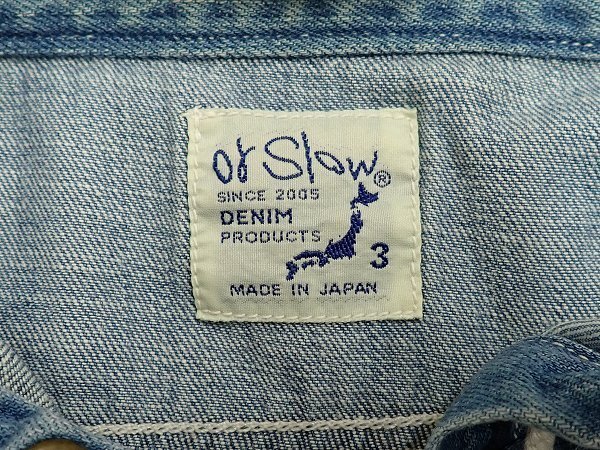 or Slow®
SINCE 2005
DENIM
PRODUCTS
3
MADE IN JAPAN